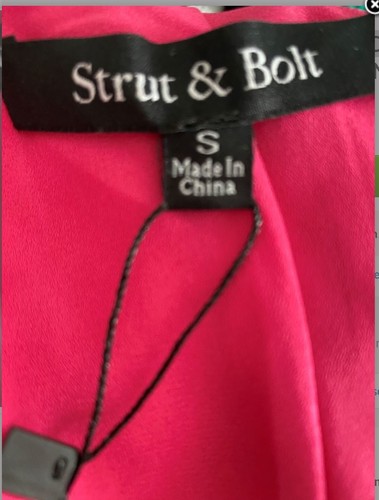 Strut & Bolt
S
Made In
China